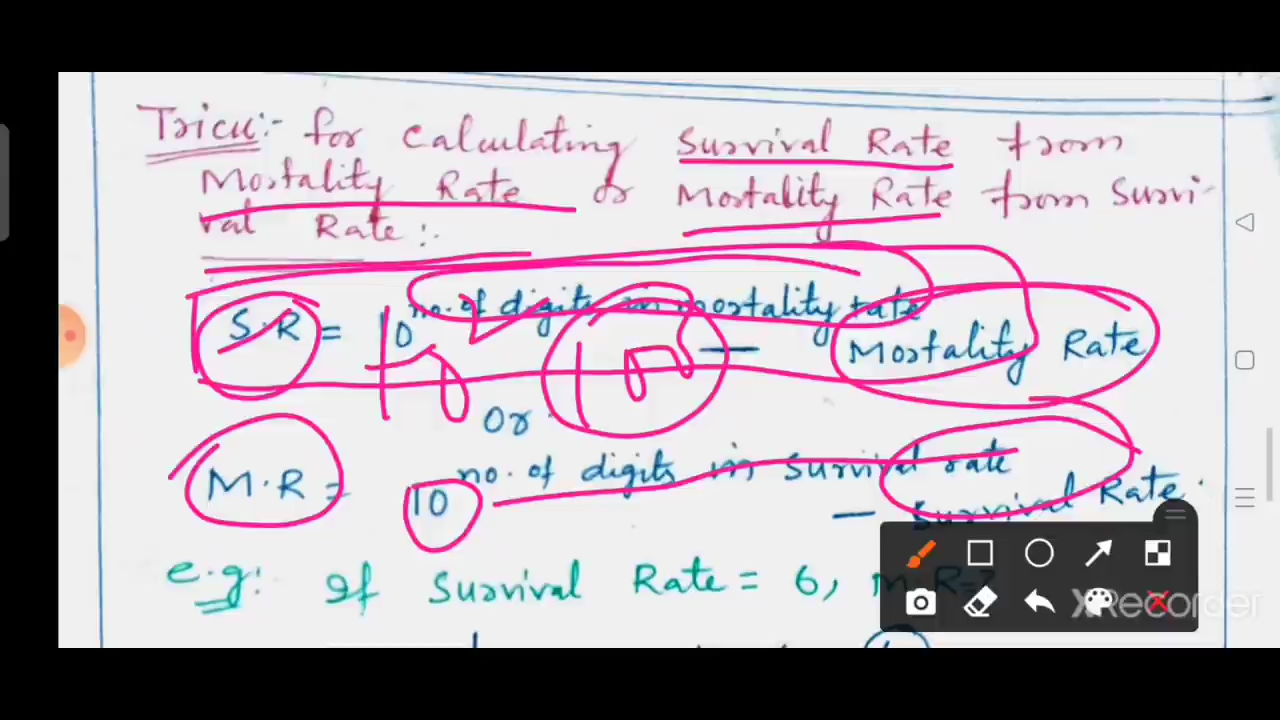 Trick:- for Calculating Survival Rate from
Mortality Rate or Mortality Rate from Survi-
val Rate:-
S.R = 10 no. of digits in mortality rate — Mortality Rate
Or
M.R = 10 no. of digits in survival rate — Survival Rate.
e.g: If Survival Rate = 6, M.R=?
XRecorder